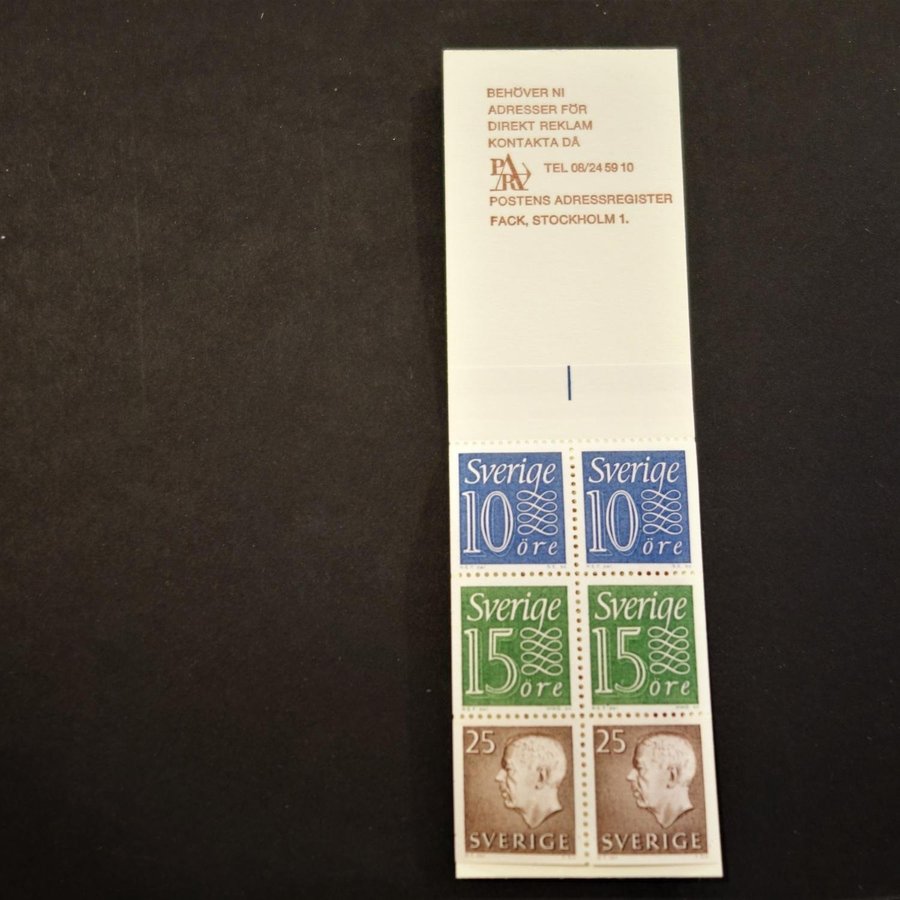 BEHÖVER NI
ADRESSER FÖR
DIREKT REKLAM
KONTAKTA DÅ
PAR TEL 08/24 59 10
POSTENS ADRESSREGISTER
FACK, STOCKHOLM 1.
Sverige Sverige
10 10
öre öre
Sverige Sverige
15 15
öre öre
25 25
SVERIGE SVERIGE